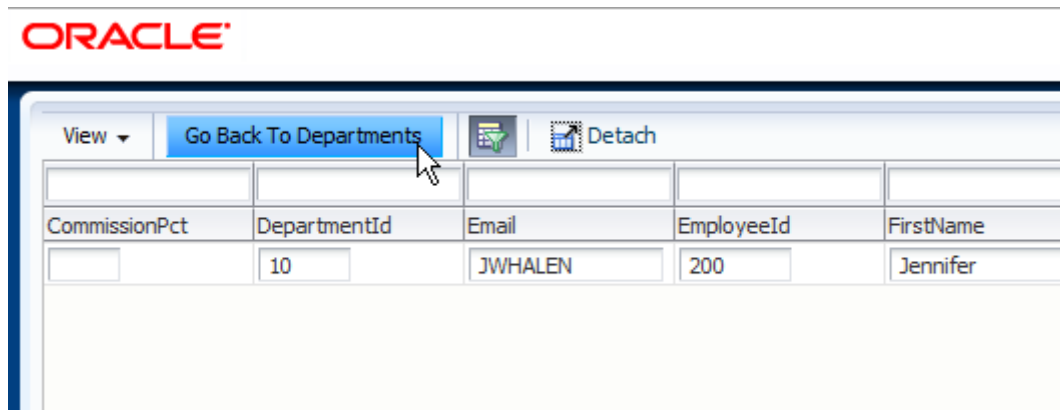 ORACLE
View Go Back To Departments Detach
CommissionPct DepartmentId Email EmployeeId FirstName
10 JWHALEN 200 Jennifer